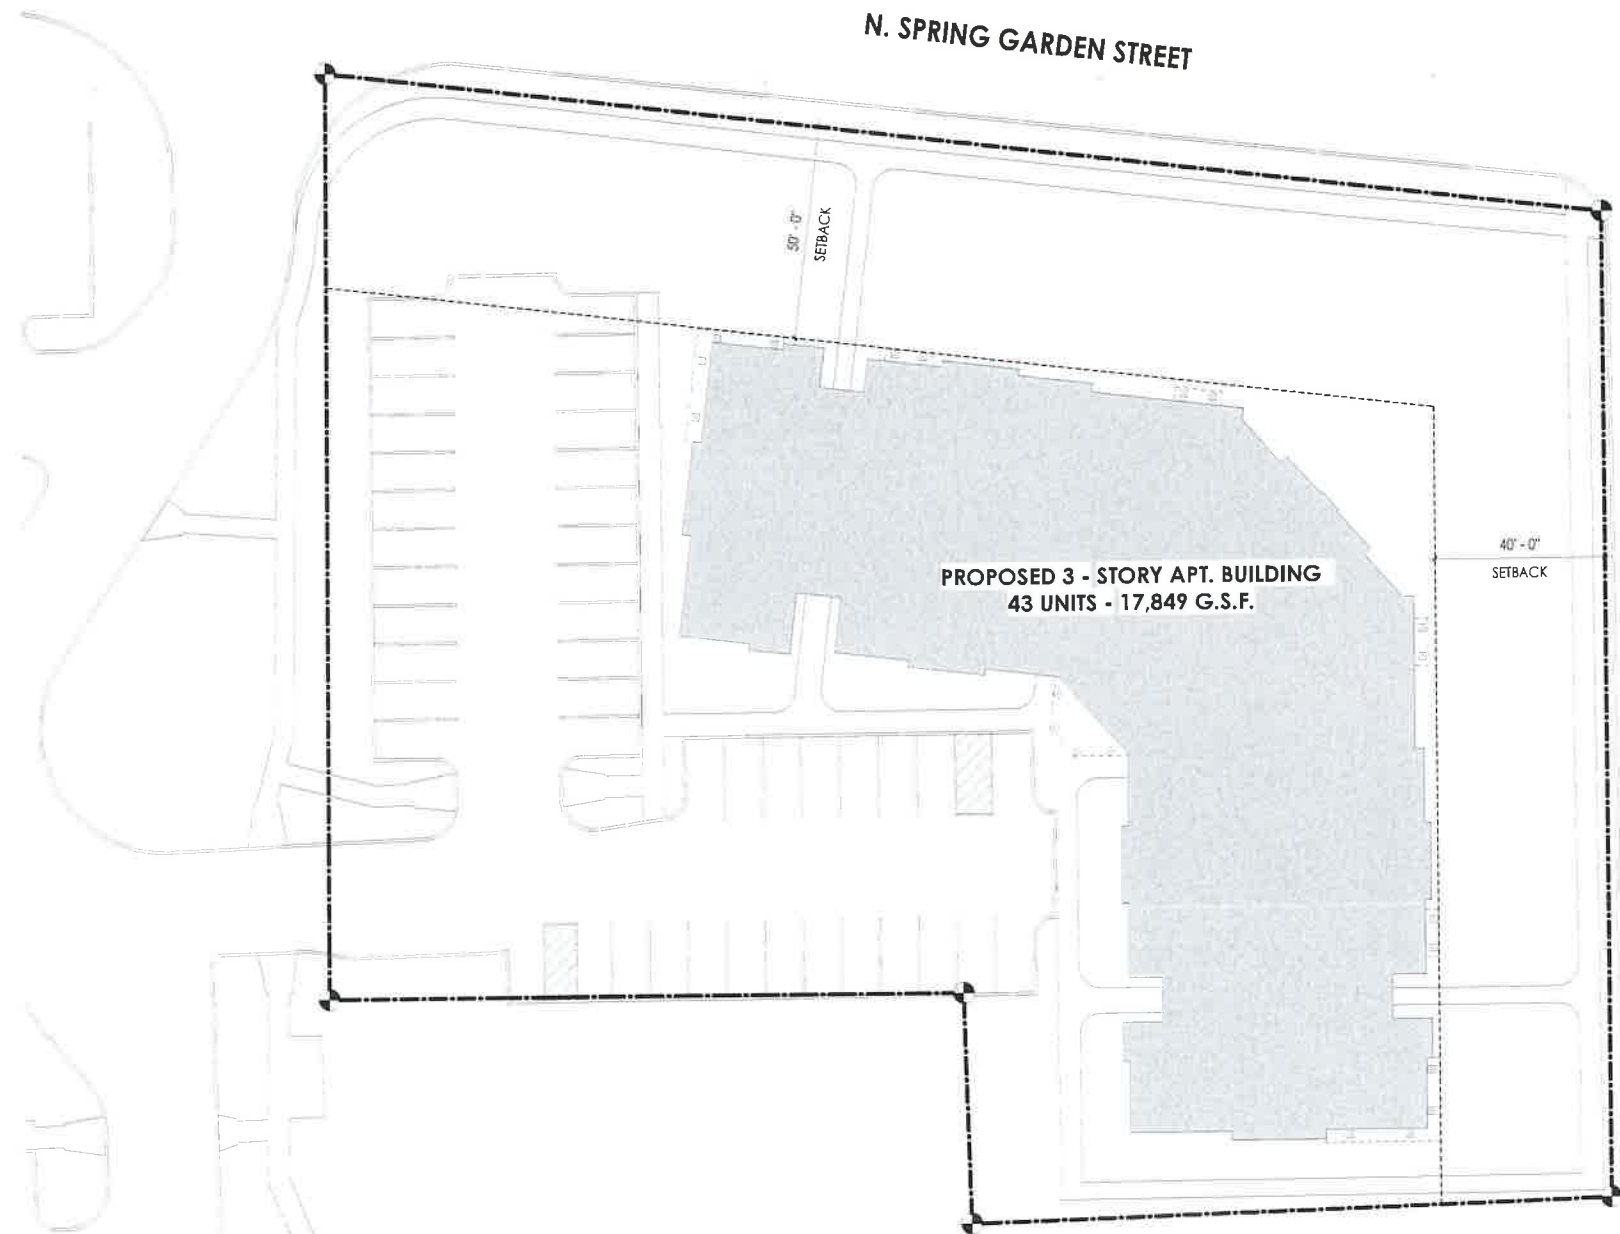 N. SPRING GARDEN STREET
50' - 0"
SETBACK
40' - 0"
SETBACK
PROPOSED 3 - STORY APT. BUILDING
43 UNITS - 17,849 G.S.F.